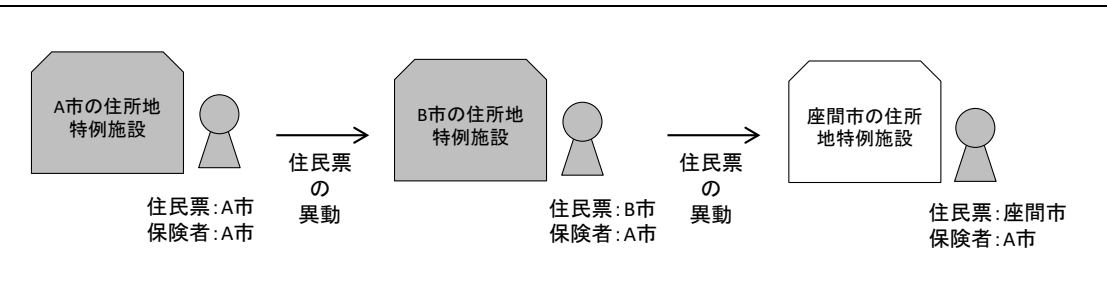 A市の住所地
特例施設
住民票
の
異動
住民票:A市
保険者:A市
B市の住所地
特例施設
住民票
の
異動
住民票:B市
保険者:A市
座間市の住所
地特例施設
住民票:座間市
保険者:A市